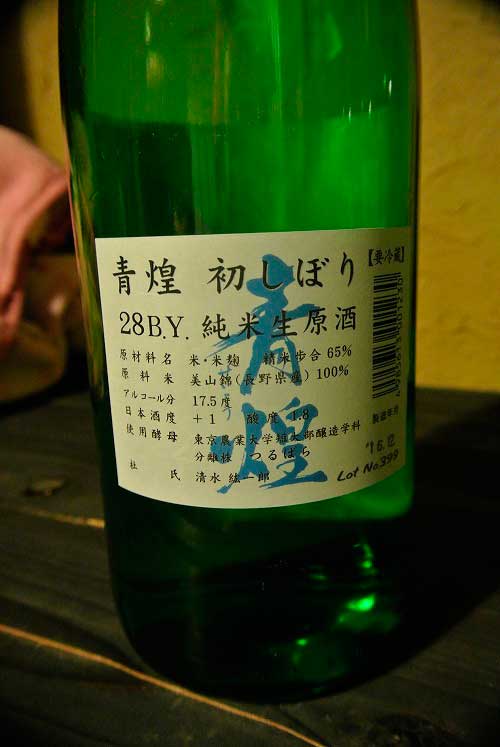 青煌 初しぼり
【要冷蔵】
28B.Y. 純米生原酒
原材料名 米・米麹 精米歩合 65%
原料米 美山錦(長野県産) 100%
アルコール分 17.5度
日本酒度 +1 酸度 1.8
使用酵母 東京農業大学短大部醸造学科
分離株 つるばら
杜氏 清水紘一郎
青煌
製造年月
'16.12
Lot No.399